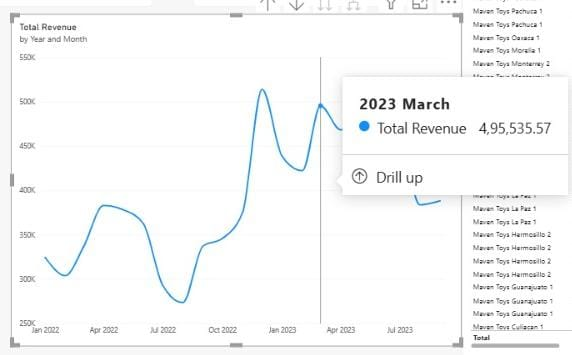 Total Revenue
by Year and Month
550K
500K
450K
400K
350K
300K
250K
Jan 2022
Apr 2022
Jul 2022
Oct 2022
Jan 2023
Apr 2023
Jul 2023
2023 March
Total Revenue 4,95,535.57
Drill up
Maven Toys Pachuca 1
Maven Toys Pachuca 1
Maven Toys Oaxaca 1
Maven Toys Morelia 1
Maven Toys Monterrey 2
Maven Toys La Paz 1
Maven Toys La Paz 1
Maven Toys La Paz 1
Maven Toys Hermosillo 2
Maven Toys Hermosillo 2
Maven Toys Hermosillo 2
Maven Toys Hermosillo 2
Maven Toys Guanajuato 1
Maven Toys Guanajuato 1
Maven Toys Guanajuato 1
Maven Toys Culiacan 1
Total